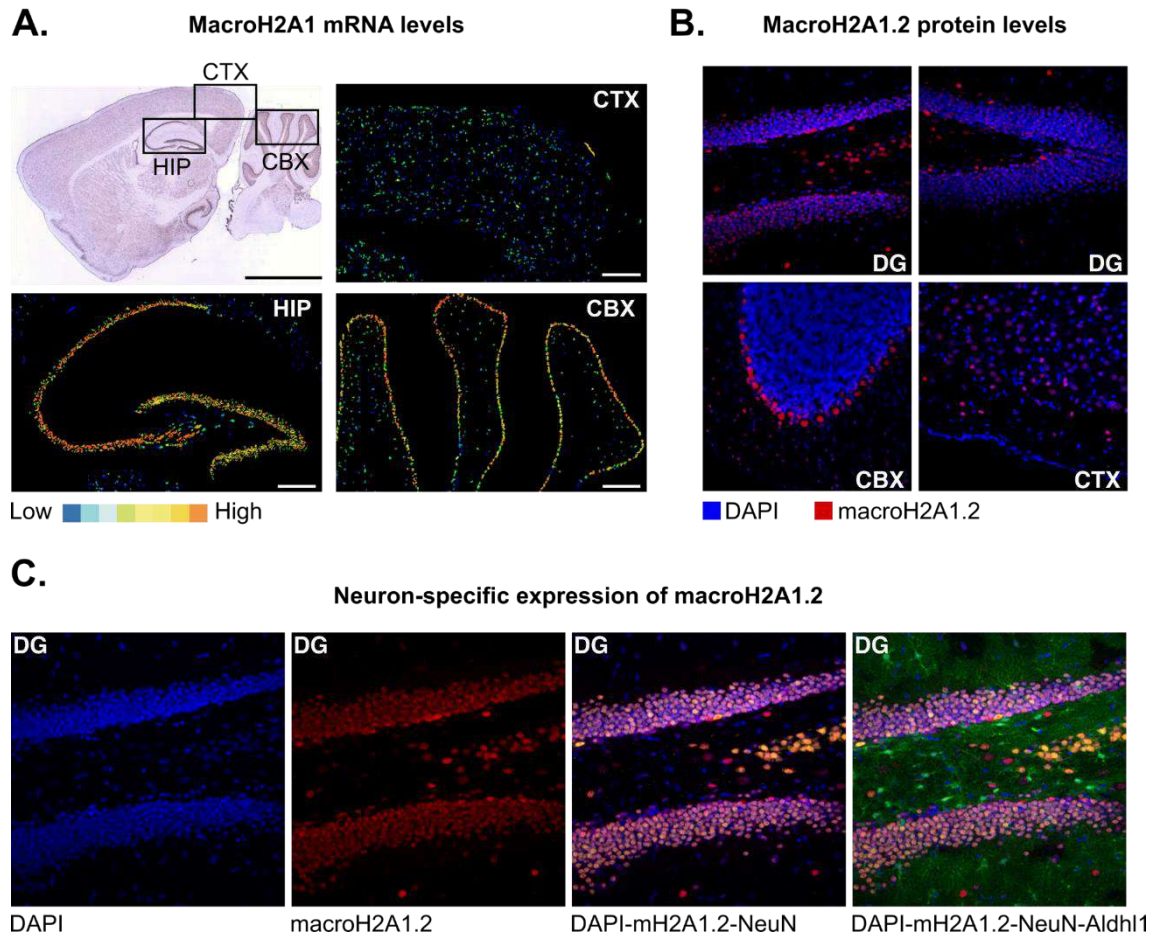 A.
MacroH2A1 mRNA levels
CTX
HIP
CBX
CTX
HIP
CBX
Low
High
B.
MacroH2A1.2 protein levels
DG
DG
CBX
CTX
DAPI
macroH2A1.2
C.
Neuron-specific expression of macroH2A1.2
DG
DG
DG
DG
DAPI
macroH2A1.2
DAPI-mH2A1.2-NeuN
DAPI-mH2A1.2-NeuN-Aldhl1